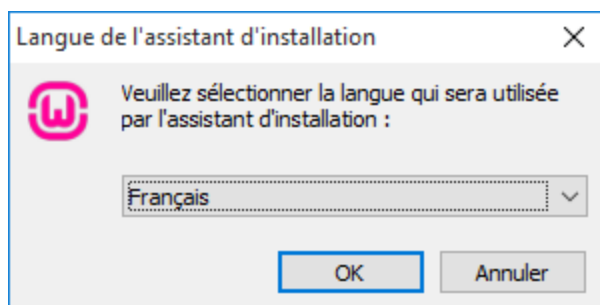 Langue de l'assistant d'installation
Veuillez sélectionner la langue qui sera utilisée
par l'assistant d'installation :
Français
OK
Annuler